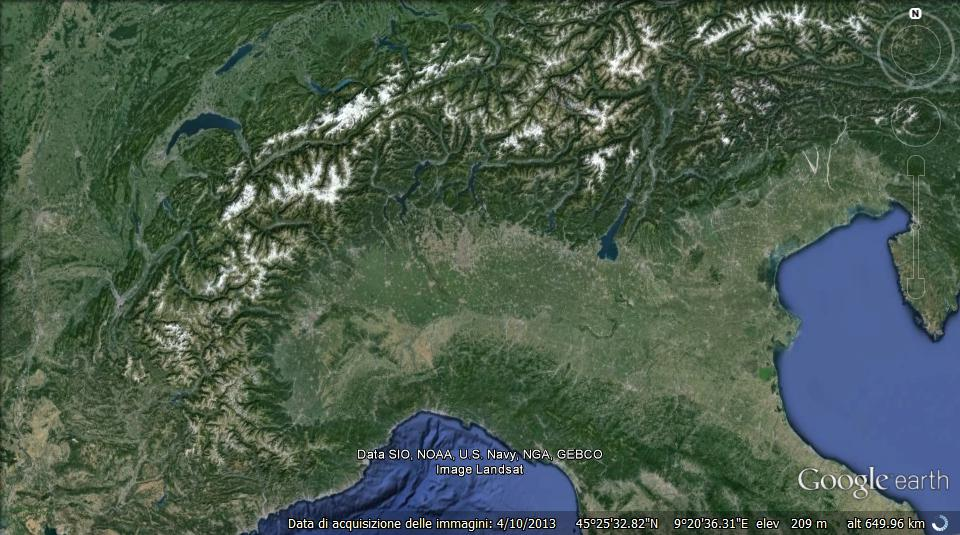 N
Data SIO, NOAA, U.S. Navy, NGA, GEBCO
Image Landsat
Google earth
Data di acquisizione delle immagini: 4/10/2013 45°25'32.82"N 9°20'36.31"E elev 209 m alt 649.96 km